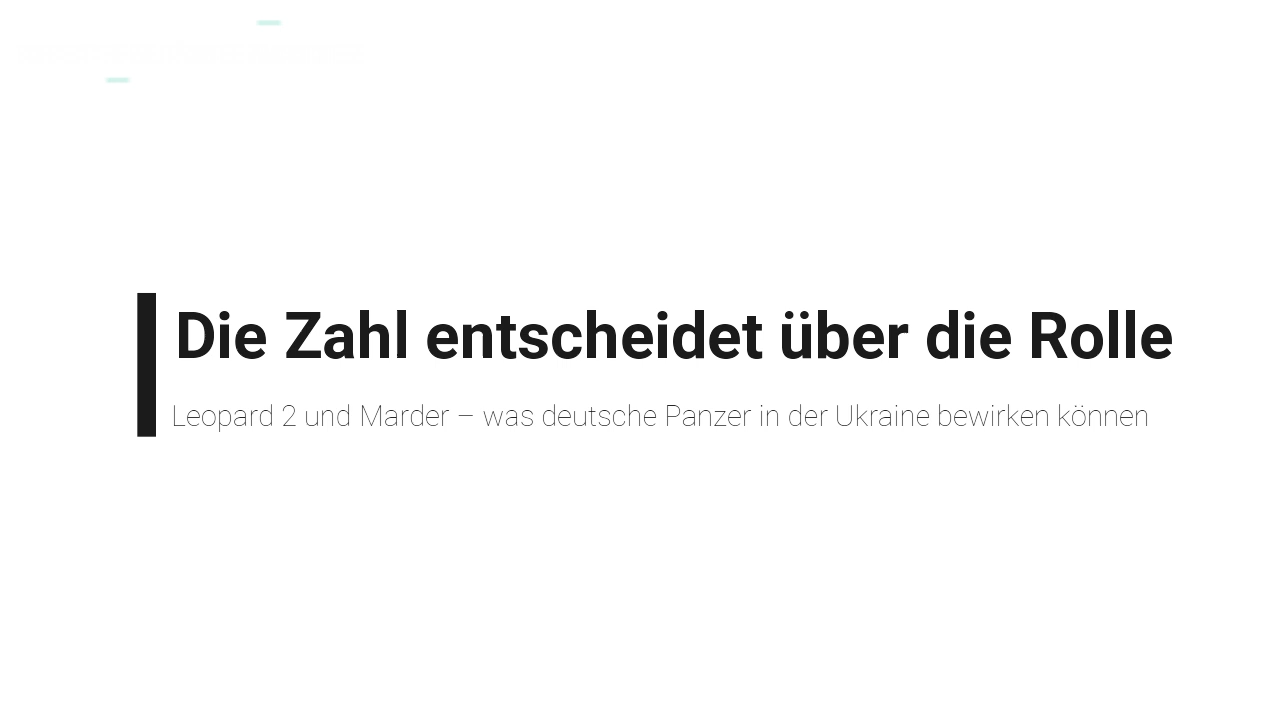 Die Zahl entscheidet über die Rolle
Leopard 2 und Marder – was deutsche Panzer in der Ukraine bewirken können